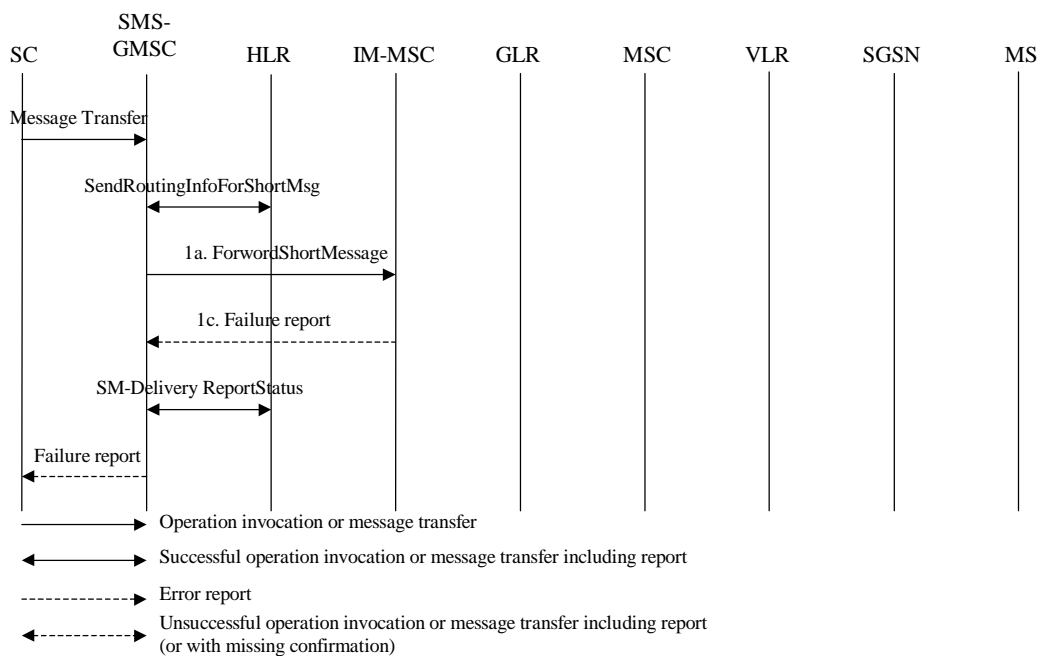 SMS-
GMSC
SC HLR IM-MSC GLR MSC VLR SGSN MS
Message Transfer
SendRoutingInfoForShortMsg
1a. ForwordShortMessage
1c. Failure report
SM-Delivery ReportStatus
Failure report
Operation invocation or message transfer
Successful operation invocation or message transfer including report
Error report
Unsuccessful operation invocation or message transfer including report
(or with missing confirmation)